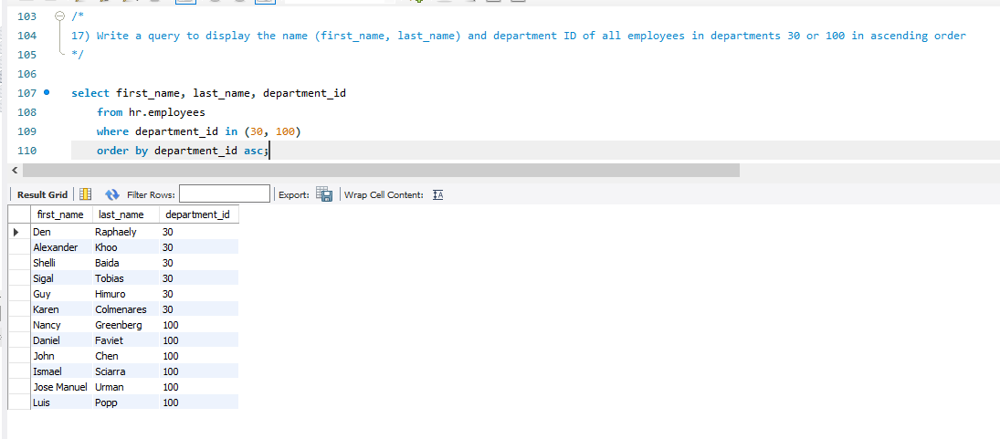 103 /*
104 17) Write a query to display the name (first_name, last_name) and department ID of all employees in departments 30 or 100 in ascending order
105 */
106
107 select first_name, last_name, department_id
108 from hr.employees
109 where department_id in (30, 100)
110 order by department_id asc;
Result Grid Filter Rows: Export: Wrap Cell Content:
first_name last_name department_id
Den Raphaely 30
Alexander Khoo 30
Shelli Baida 30
Sigal Tobias 30
Guy Himuro 30
Karen Colmenares 30
Nancy Greenberg 100
Daniel Faviet 100
John Chen 100
Ismael Sciarra 100
Jose Manuel Urman 100
Luis Popp 100